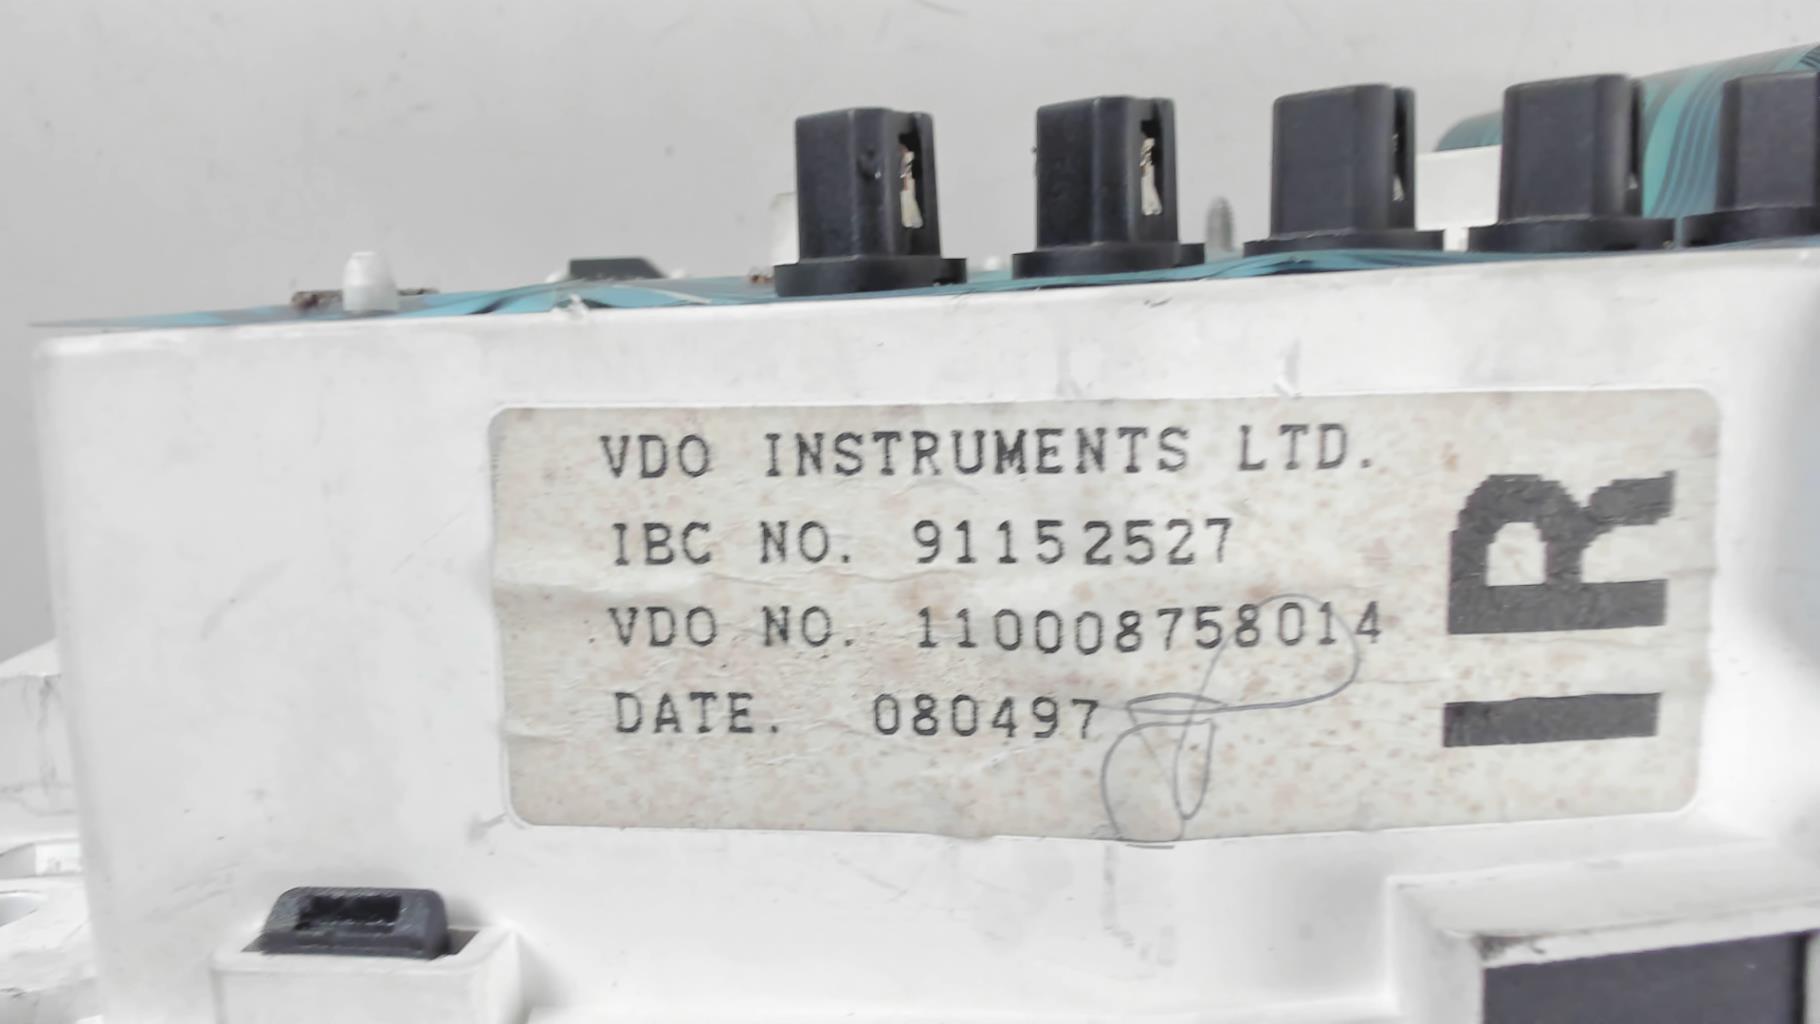 VDO INSTRUMENTS LTD.
IBC NO. 91152527
VDO NO. 110008758014
DATE. 080497
IR